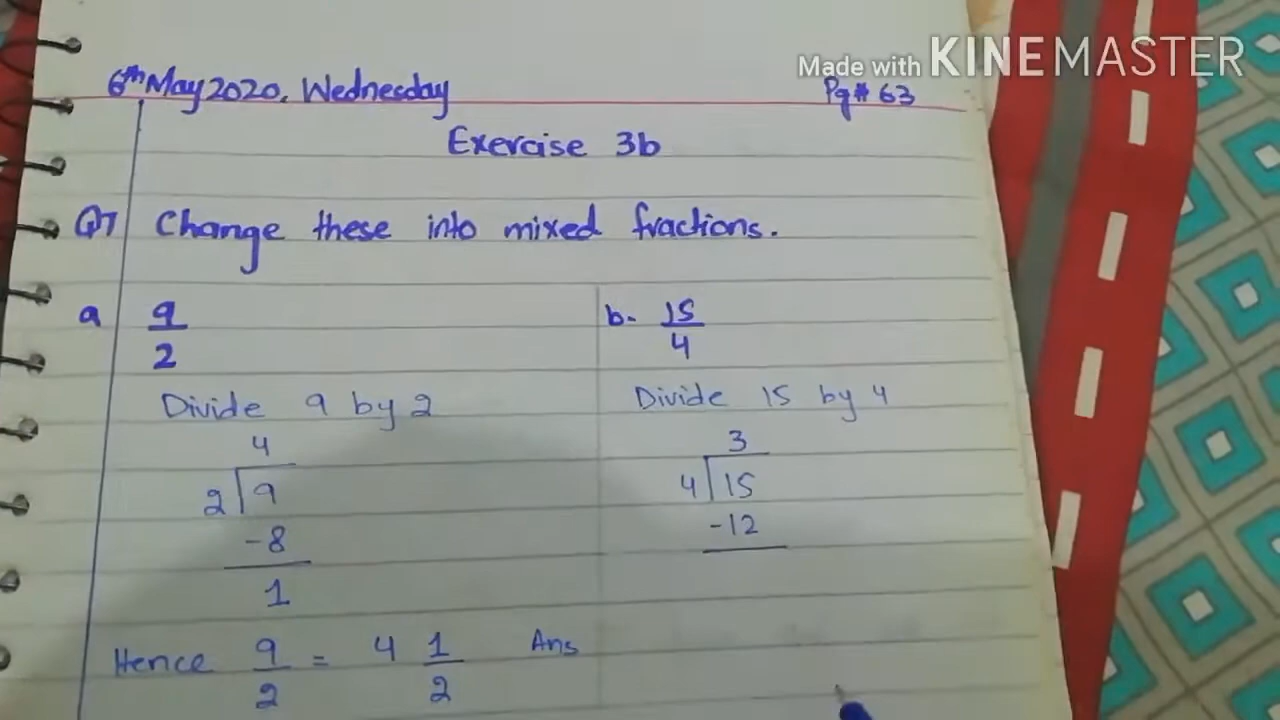 Made with KINEMASTER
6th May 2020, Wednesday
Pg# 63
Exercise 3b
Q7 Change these into mixed fractions.
a 9/2
b. 15/4
Divide 9 by 2
4
2 9
-8
1
Hence 9/2 = 4 1/2 Ans
Divide 15 by 4
3
4 15
-12